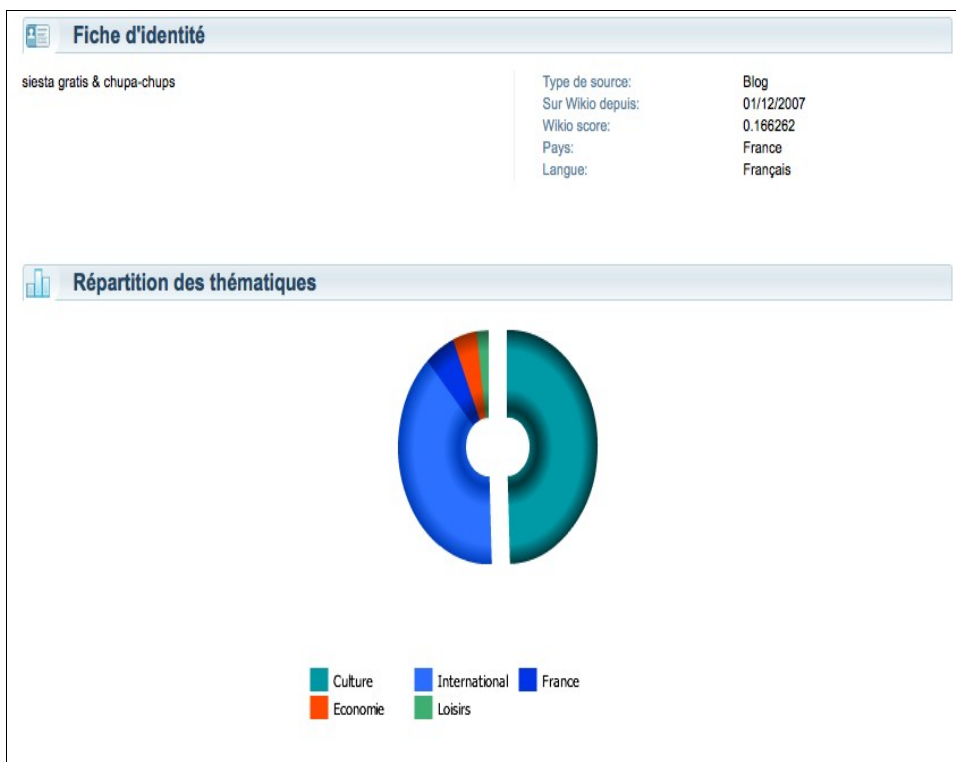 Fiche d'identité
siesta gratis & chupa-chups
Type de source: Blog
Sur Wikio depuis: 01/12/2007
Wikio score: 0.166262
Pays: France
Langue: Français
Répartition des thématiques
Culture International France
Economie Loisirs